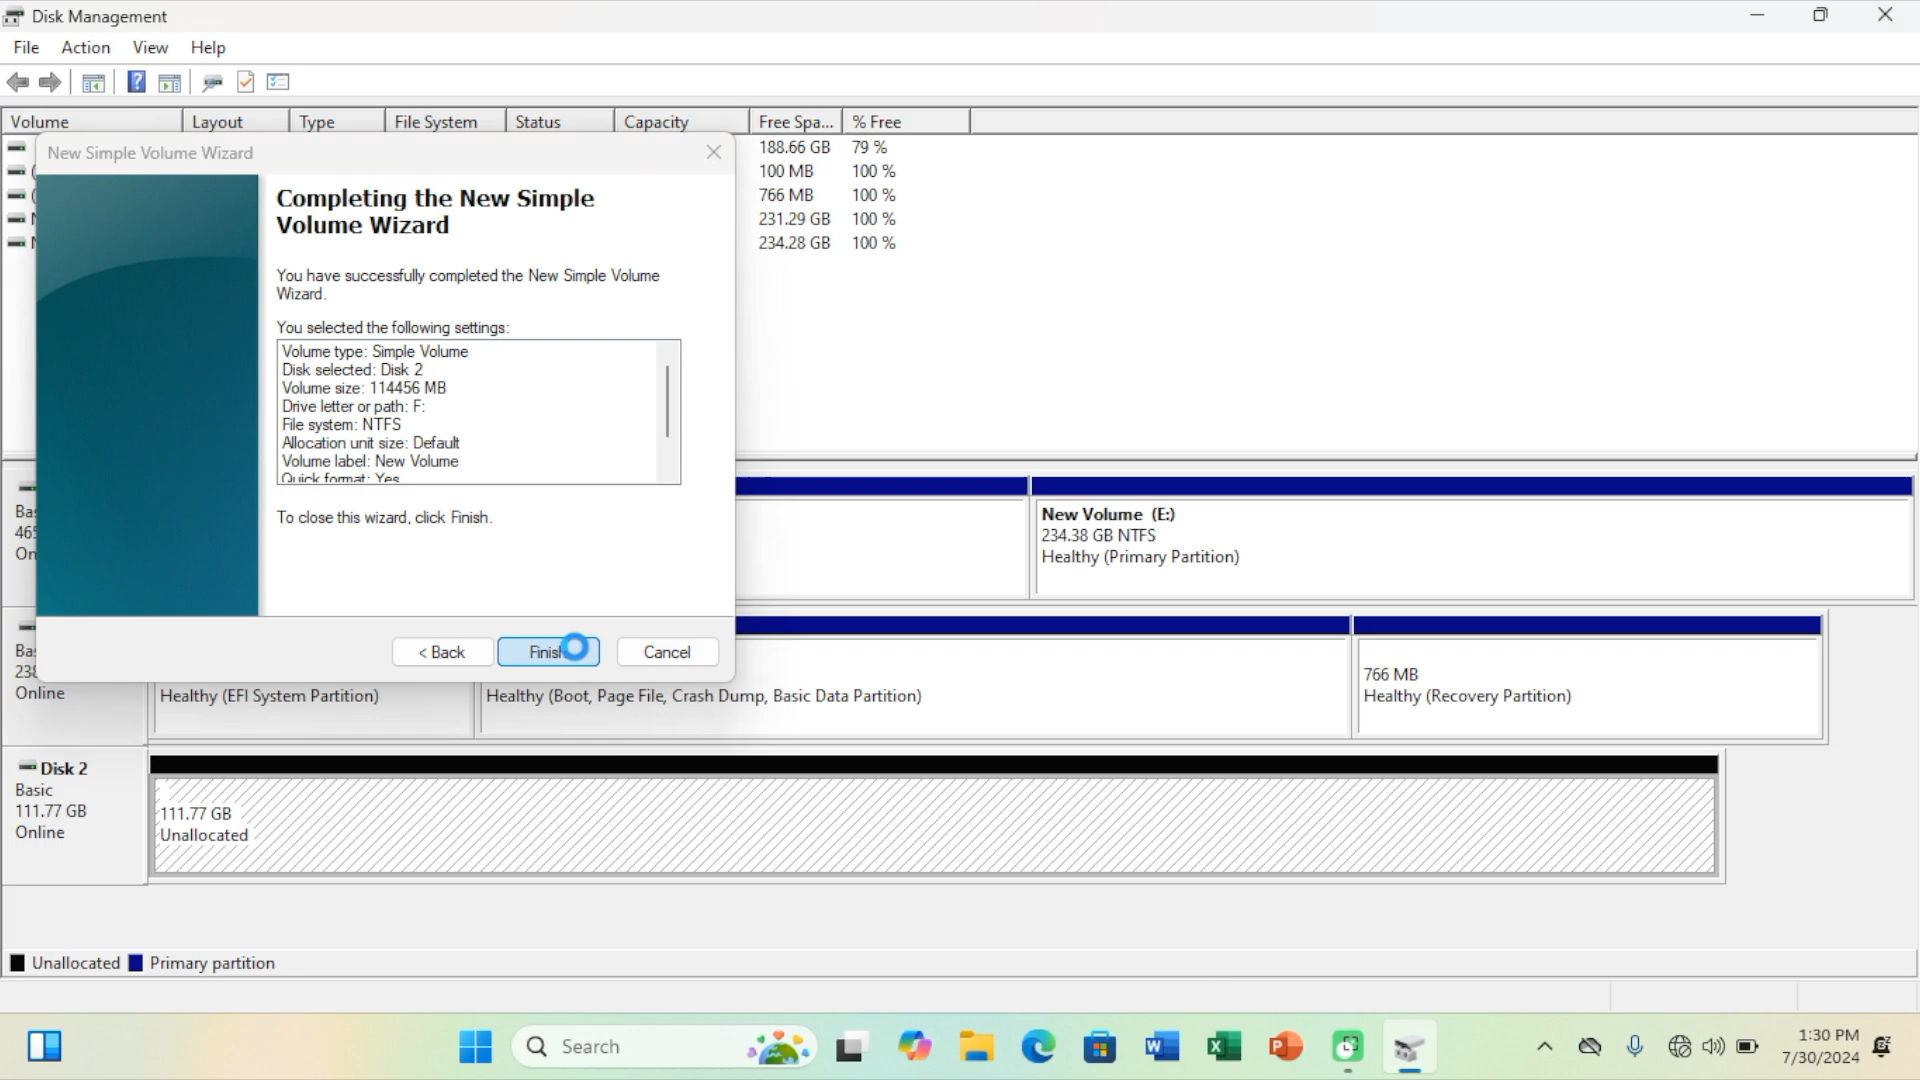 Disk Management
File Action View Help
Volume Layout Type File System Status Capacity Free Spa... % Free
188.66 GB 79 %
100 MB 100 %
766 MB 100 %
231.29 GB 100 %
234.28 GB 100 %
New Simple Volume Wizard
Completing the New Simple
Volume Wizard
You have successfully completed the New Simple Volume
Wizard.
You selected the following settings:
Volume type: Simple Volume
Disk selected: Disk 2
Volume size: 114456 MB
Drive letter or path: F:
File system: NTFS
Allocation unit size: Default
Volume label: New Volume
Quick format: Yes
To close this wizard, click Finish.
< Back Finish Cancel
New Volume (E:)
234.38 GB NTFS
Healthy (Primary Partition)
Online
Healthy (EFI System Partition)
Healthy (Boot, Page File, Crash Dump, Basic Data Partition)
766 MB
Healthy (Recovery Partition)
Disk 2
Basic
111.77 GB
Online
111.77 GB
Unallocated
Unallocated Primary partition
Search
1:30 PM
7/30/2024